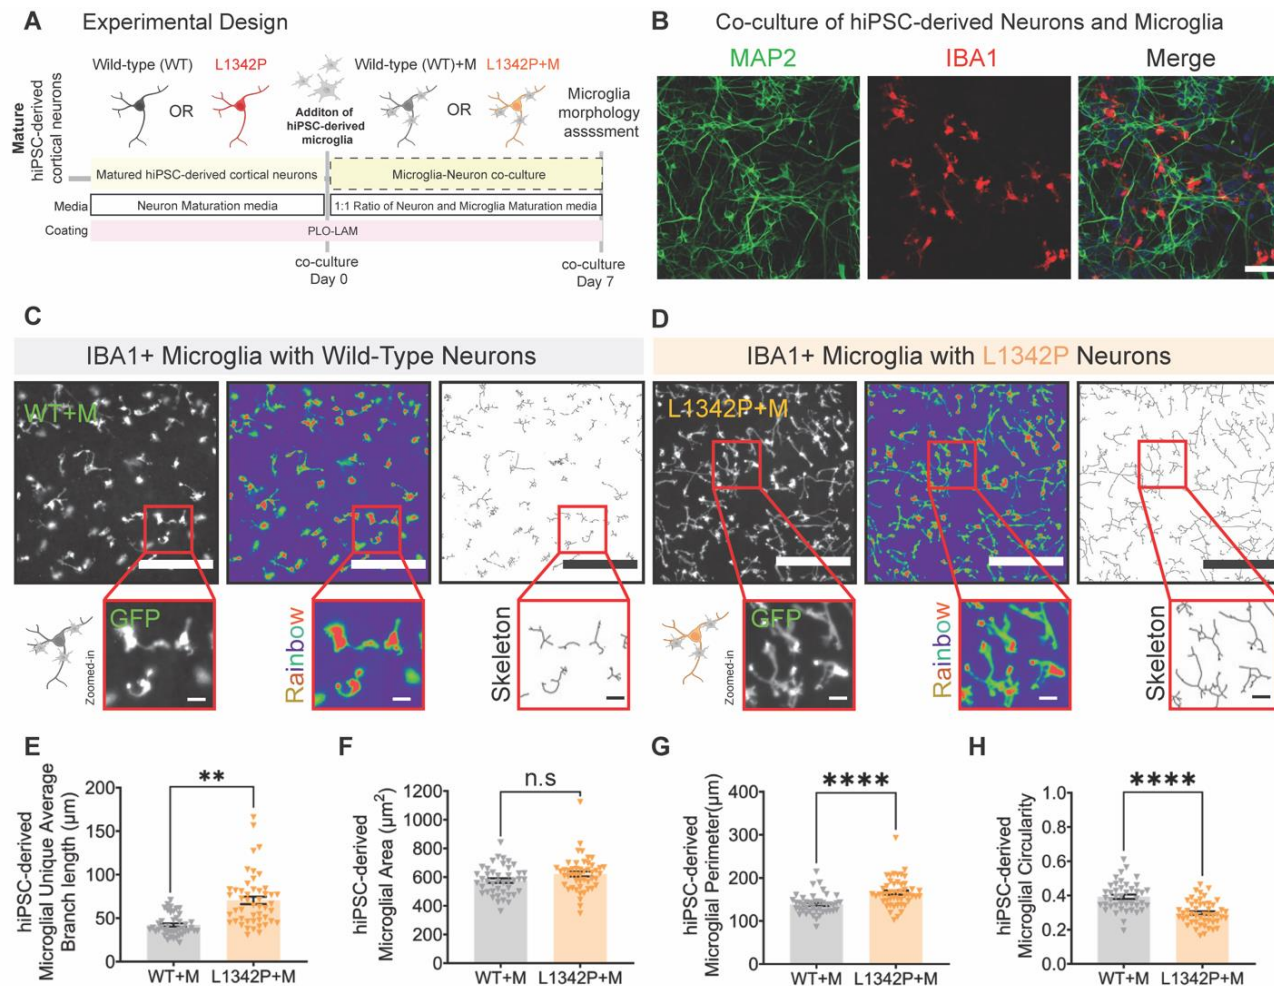 A Experimental Design
Wild-type (WT)
OR
L1342P
Additon of
hiPSC-derived
microglia
Wild-type (WT)+M
OR
L1342P+M
Microglia
morphology
asssment
Mature
hiPSC-derived
cortical neurons
Matured hiPSC-derived cortical neurons
Microglia-Neuron co-culture
Media
Neuron Maturation media
1:1 Ratio of Neuron and Microglia Maturation media
Coating
PLO-LAM
co-culture
Day 0
co-culture
Day 7
B Co-culture of hiPSC-derived Neurons and Microglia
MAP2
IBA1
Merge
C
IBA1+ Microglia with Wild-Type Neurons
WT+M
Zoomed-in
GFP
Rainbow
Skeleton
D
IBA1+ Microglia with L1342P Neurons
L1342P+M
Zoomed-in
GFP
Rainbow
Skeleton
E
hiPSC-derived
Microglial Unique Average
Branch length (μm)
200
150
100
50
0
**
WT+M L1342P+M
F
hiPSC-derived
Microglial Area (μm²)
1200
1000
800
600
400
200
0
n.s
WT+M L1342P+M
G
hiPSC-derived
Microglial Perimeter(μm)
400
300
200
100
0
****
WT+M L1342P+M
H
hiPSC-derived
Microglial Circularity
1.0
0.8
0.6
0.4
0.2
0.0
****
WT+M L1342P+M